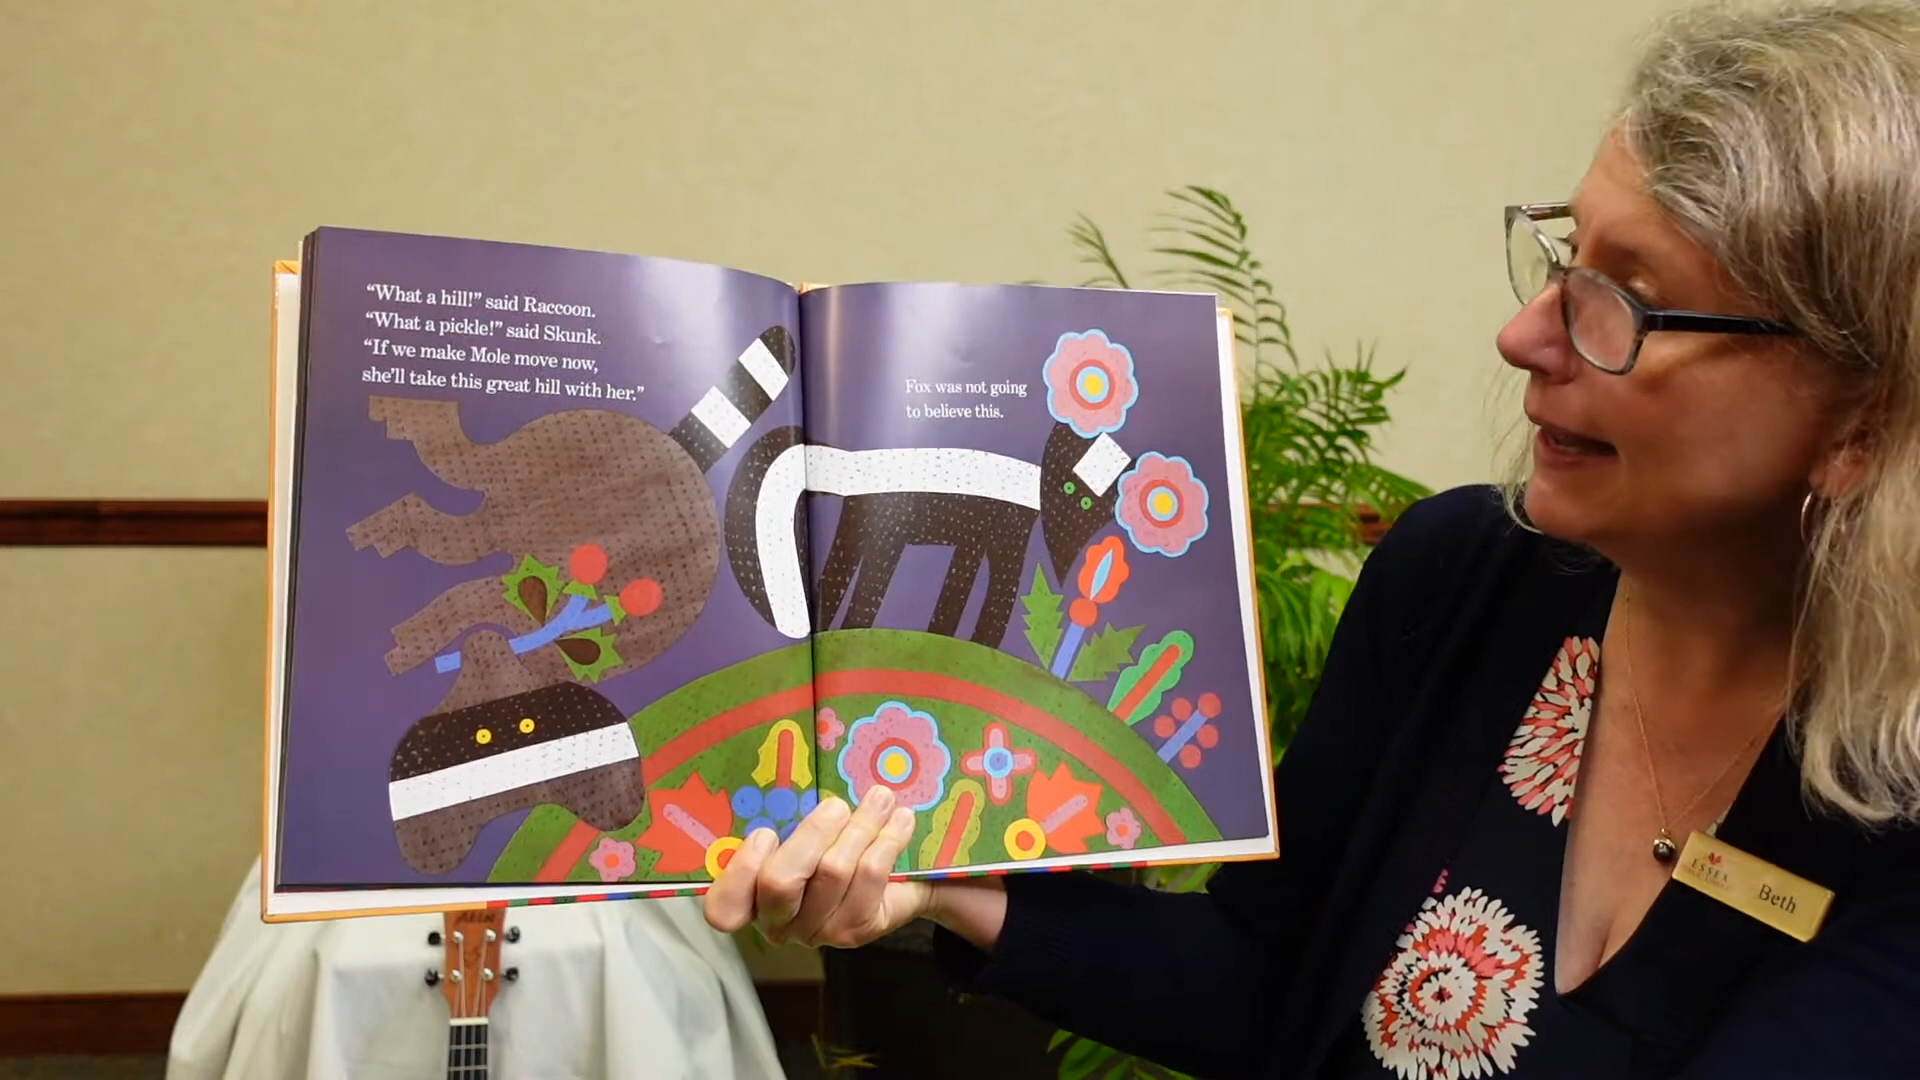 “What a hill!” said Raccoon.
“What a pickle!” said Skunk.
“If we make Mole move now,
she’ll take this great hill with her.”
Fox was not going
to believe this.
ESSEX
Beth